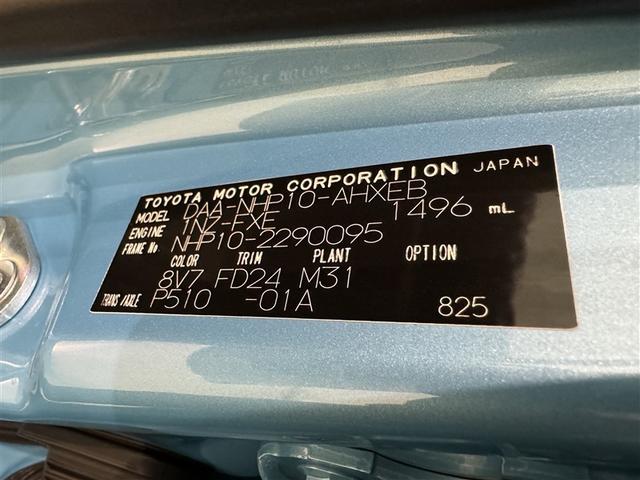 TOYOTA MOTOR CORPORATION JAPAN
MODEL DAA-NHP10-AHXEB
ENGINE 1NZ-FXE 1496 mL
FRAME No. NHP10-2290095
COLOR TRIM PLANT OPTION
8V7 FD24 M31
TRANS/AXLE P510 -01A 825